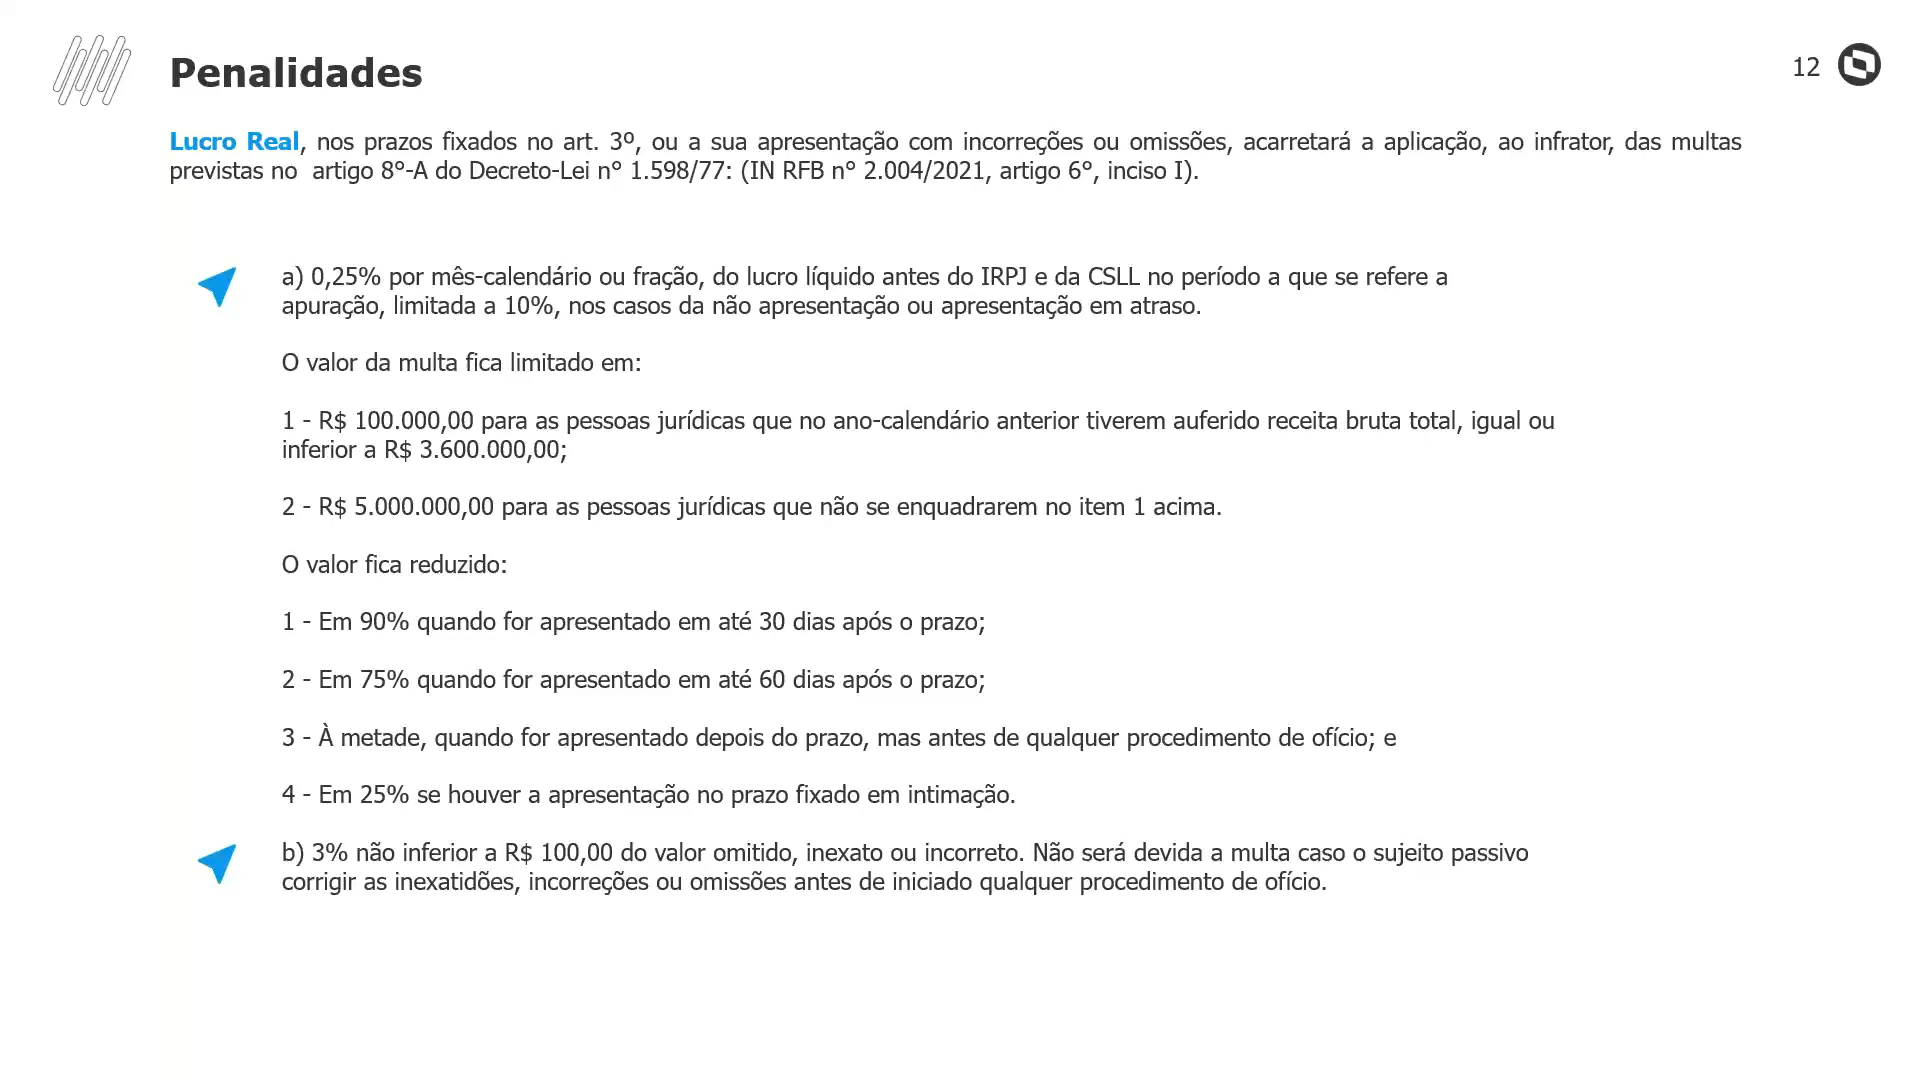 Penalidades
12
Lucro Real, nos prazos fixados no art. 3º, ou a sua apresentação com incorreções ou omissões, acarretará a aplicação, ao infrator, das multas
previstas no  artigo 8°-A do Decreto-Lei n° 1.598/77: (IN RFB n° 2.004/2021, artigo 6°, inciso I).
a) 0,25% por mês-calendário ou fração, do lucro líquido antes do IRPJ e da CSLL no período a que se refere a
apuração, limitada a 10%, nos casos da não apresentação ou apresentação em atraso.
O valor da multa fica limitado em:
1 - R$ 100.000,00 para as pessoas jurídicas que no ano-calendário anterior tiverem auferido receita bruta total, igual ou
inferior a R$ 3.600.000,00;
2 - R$ 5.000.000,00 para as pessoas jurídicas que não se enquadrarem no item 1 acima.
O valor fica reduzido:
1 - Em 90% quando for apresentado em até 30 dias após o prazo;
2 - Em 75% quando for apresentado em até 60 dias após o prazo;
3 - À metade, quando for apresentado depois do prazo, mas antes de qualquer procedimento de ofício; e
4 - Em 25% se houver a apresentação no prazo fixado em intimação.
b) 3% não inferior a R$ 100,00 do valor omitido, inexato ou incorreto. Não será devida a multa caso o sujeito passivo
corrigir as inexatidões, incorreções ou omissões antes de iniciado qualquer procedimento de ofício.